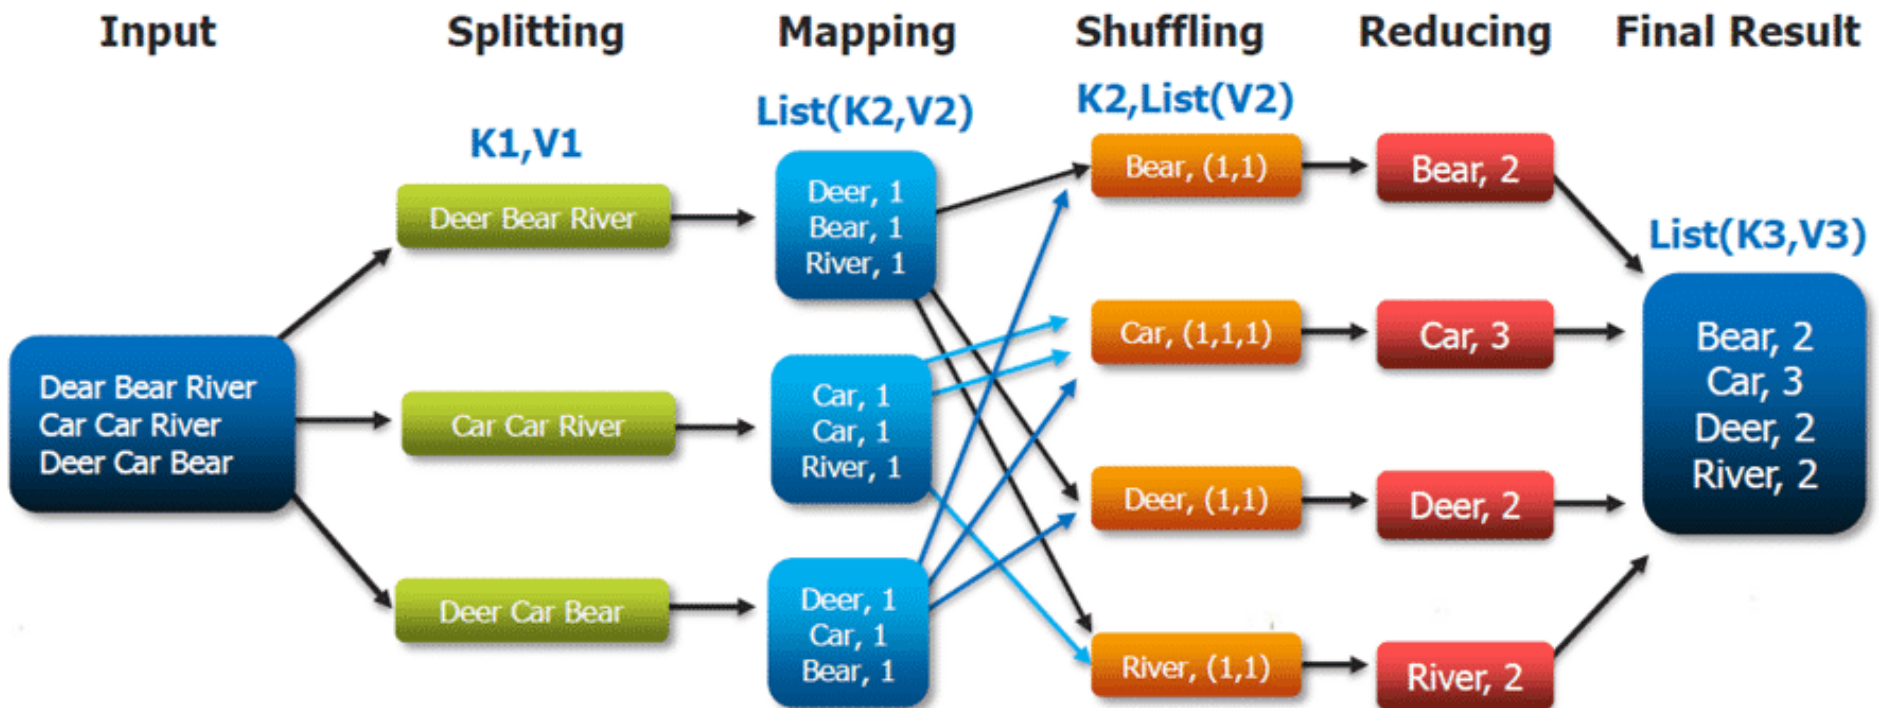 Input
Splitting
Mapping
Shuffling
Reducing
Final Result
K1,V1
List(K2,V2)
K2,List(V2)
List(K3,V3)
Dear Bear River
Car Car River
Deer Car Bear
Deer Bear River
Car Car River
Deer Car Bear
Deer, 1
Bear, 1
River, 1
Car, 1
Car, 1
River, 1
Deer, 1
Car, 1
Bear, 1
Bear, (1,1)
Car, (1,1,1)
Deer, (1,1)
River, (1,1)
Bear, 2
Car, 3
Deer, 2
River, 2
Bear, 2
Car, 3
Deer, 2
River, 2